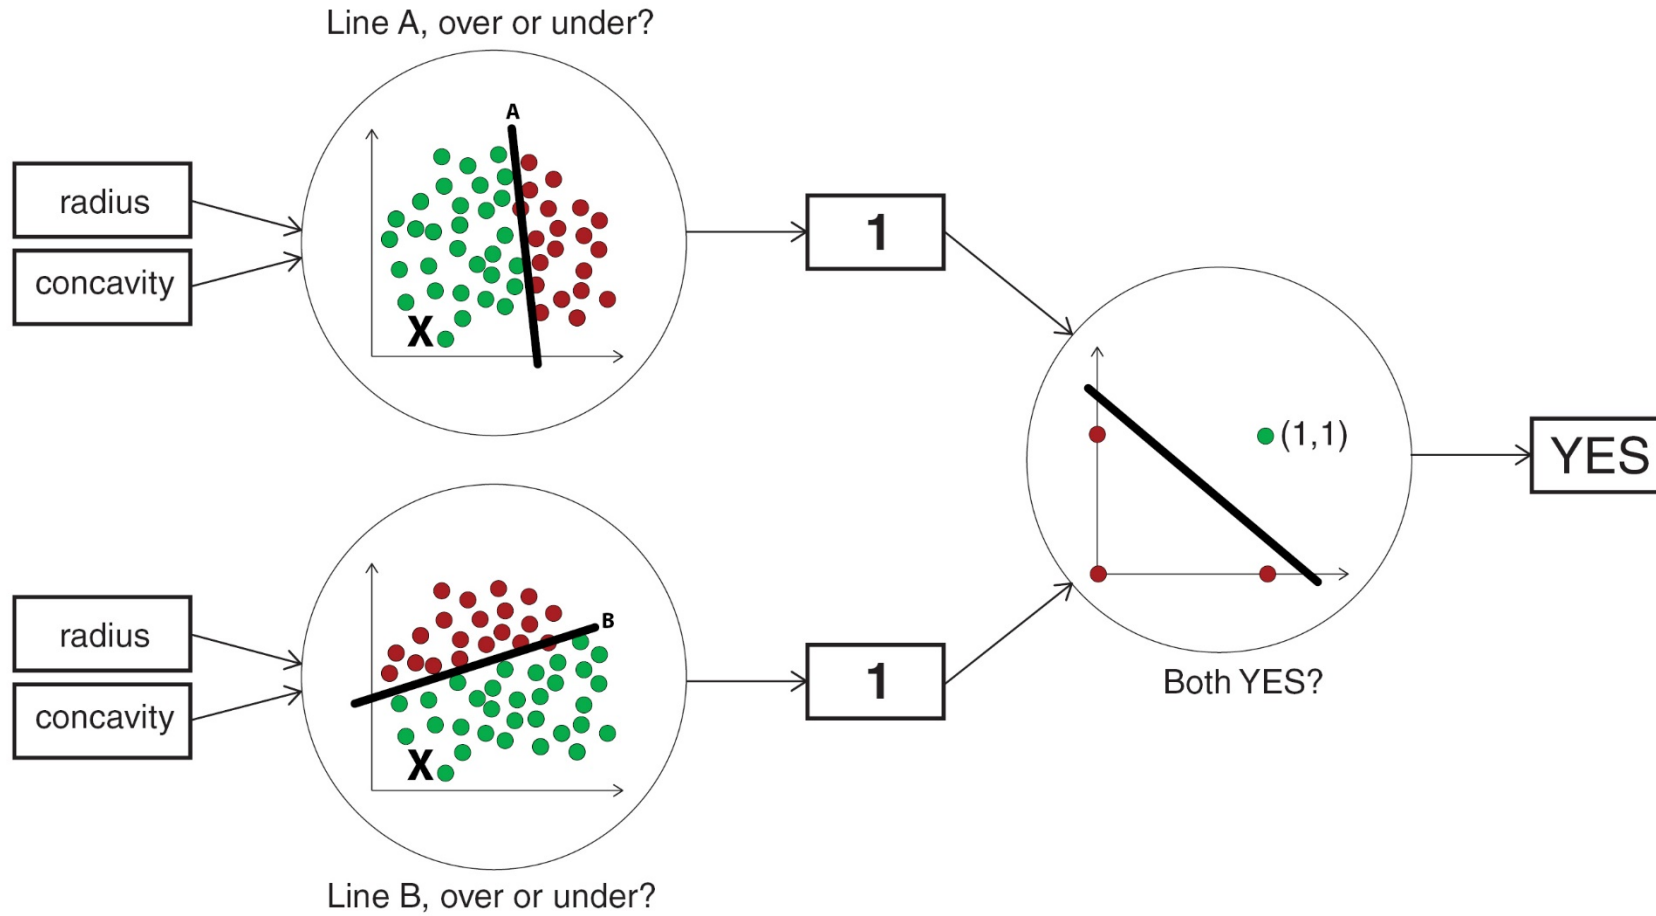 Line A, over or under?
A
radius
concavity
X
1
(1,1)
YES
Both YES?
radius
concavity
B
X
1
Line B, over or under?